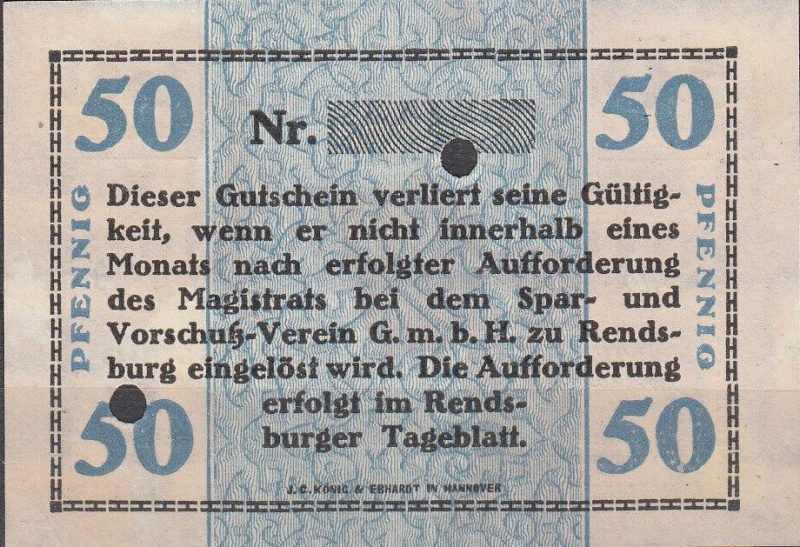 50 50
Nr.
PFENNIG
PFENNIG
Dieser Gutschein verliert seine Gültig-
keit, wenn er nicht innerhalb eines
Monats nach erfolgter Aufforderung
des Magistrats bei dem Spar- und
Vorschuß-Verein G. m. b. H. zu Rends-
burg eingelöst wird. Die Aufforderung
erfolgt im Rends-
burger Tageblatt.
50 50
J. C. KÖNIG & EBHARDT IN HANNOVER